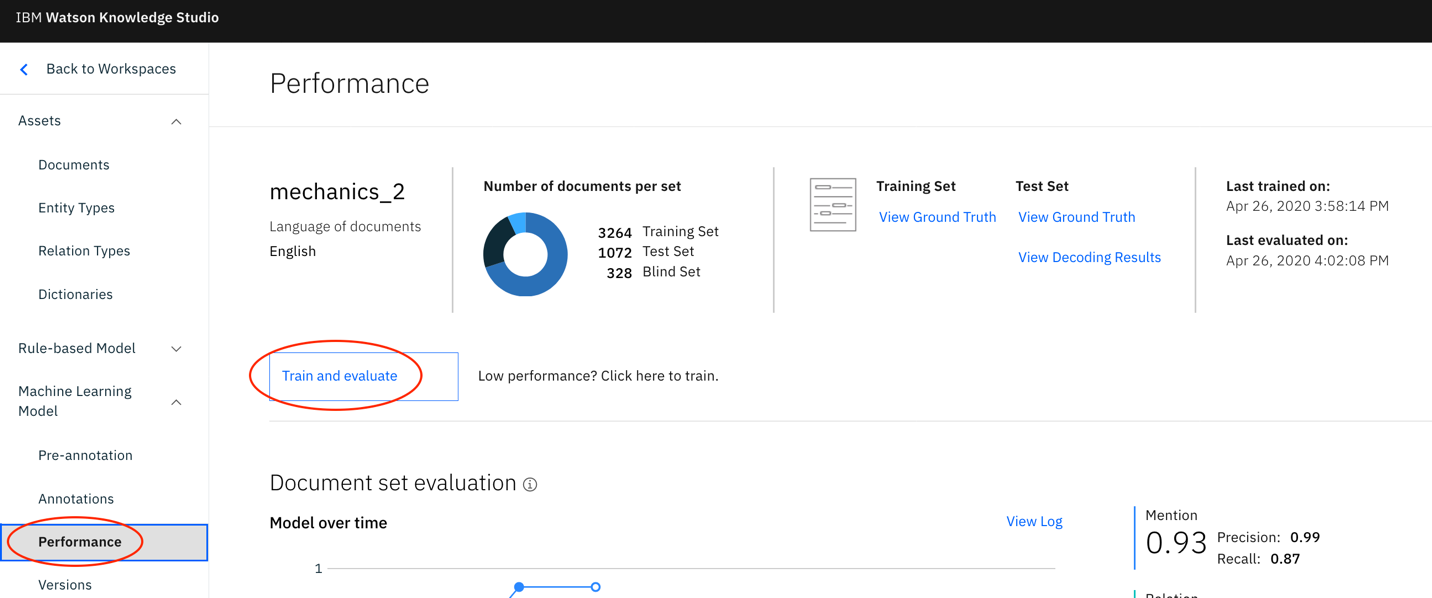 IBM Watson Knowledge Studio
Back to Workspaces
Assets
Documents
Entity Types
Relation Types
Dictionaries
Rule-based Model
Machine Learning
Model
Pre-annotation
Annotations
Performance
Versions
Performance
mechanics_2
Language of documents
English
Number of documents per set
3264 Training Set
1072 Test Set
328 Blind Set
Training Set
View Ground Truth
Test Set
View Ground Truth
View Decoding Results
Last trained on:
Apr 26, 2020 3:58:14 PM
Last evaluated on:
Apr 26, 2020 4:02:08 PM
Train and evaluate
Low performance? Click here to train.
Document set evaluation
Model over time
View Log
1
Mention
0.93
Precision: 0.99
Recall: 0.87
Relation